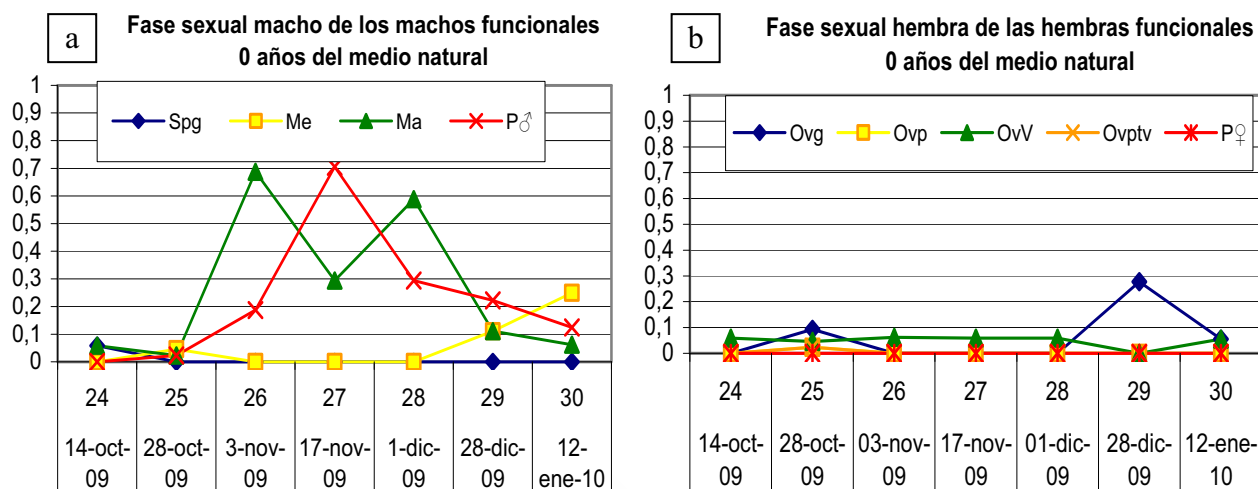 a
Fase sexual macho de los machos funcionales
0 años del medio natural
1
0,9
0,8
0,7
0,6
0,5
0,4
0,3
0,2
0,1
0
Spg Me Ma P♂
24 25 26 27 28 29 30
14-oct- 28-oct- 3-nov- 17-nov- 1-dic- 28-dic- 12-
09 09 09 09 09 09 ene-10
b
Fase sexual hembra de las hembras funcionales
0 años del medio natural
1
0,9
0,8
0,7
0,6
0,5
0,4
0,3
0,2
0,1
0
Ovg Ovp OvV Ovptv P♀
24 25 26 27 28 29 30
14-oct- 28-oct- 03-nov- 17-nov- 01-dic- 28-dic- 12-ene-
09 09 09 09 09 09 10